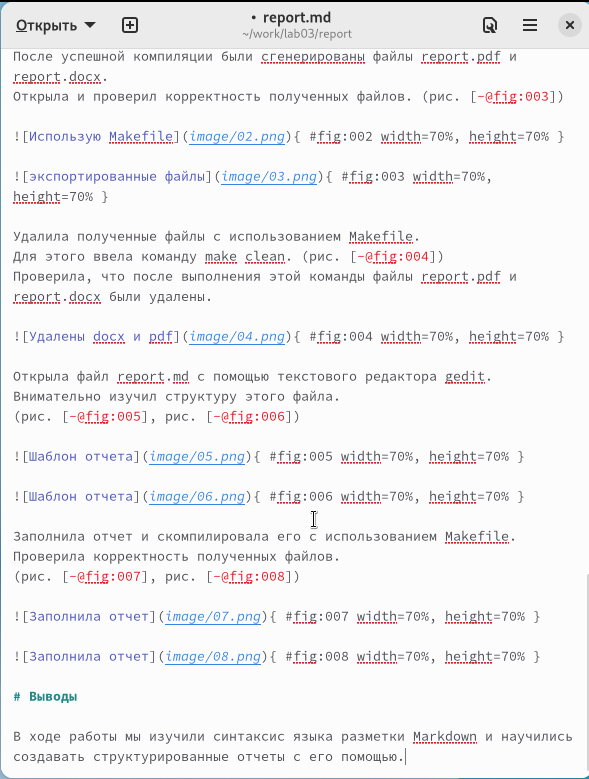 Открыть
• report.md
~/work/lab03/report
После успешной компиляции были сгенерированы файлы report.pdf и
report.docx.
Открыла и проверил корректность полученных файлов. (рис. [-@fig:003])
![Использую Makefile](image/02.png){ #fig:002 width=70%, height=70% }
![экспортированные файлы](image/03.png){ #fig:003 width=70%,
height=70% }
Удалила полученные файлы с использованием Makefile.
Для этого ввела команду make clean. (рис. [-@fig:004])
Проверила, что после выполнения этой команды файлы report.pdf и
report.docx были удалены.
![Удалены docx и pdf](image/04.png){ #fig:004 width=70%, height=70% }
Открыла файл report.md с помощью текстового редактора gedit.
Внимательно изучил структуру этого файла.
(рис. [-@fig:005], рис. [-@fig:006])
![Шаблон отчета](image/05.png){ #fig:005 width=70%, height=70% }
![Шаблон отчета](image/06.png){ #fig:006 width=70%, height=70% }
Заполнила отчет и скомпилировала его с использованием Makefile.
Проверила корректность полученных файлов.
(рис. [-@fig:007], рис. [-@fig:008])
![Заполнила отчет](image/07.png){ #fig:007 width=70%, height=70% }
![Заполнила отчет](image/08.png){ #fig:008 width=70%, height=70% }
# Выводы
В ходе работы мы изучили синтаксис языка разметки Markdown и научились
создавать структурированные отчеты с его помощью.